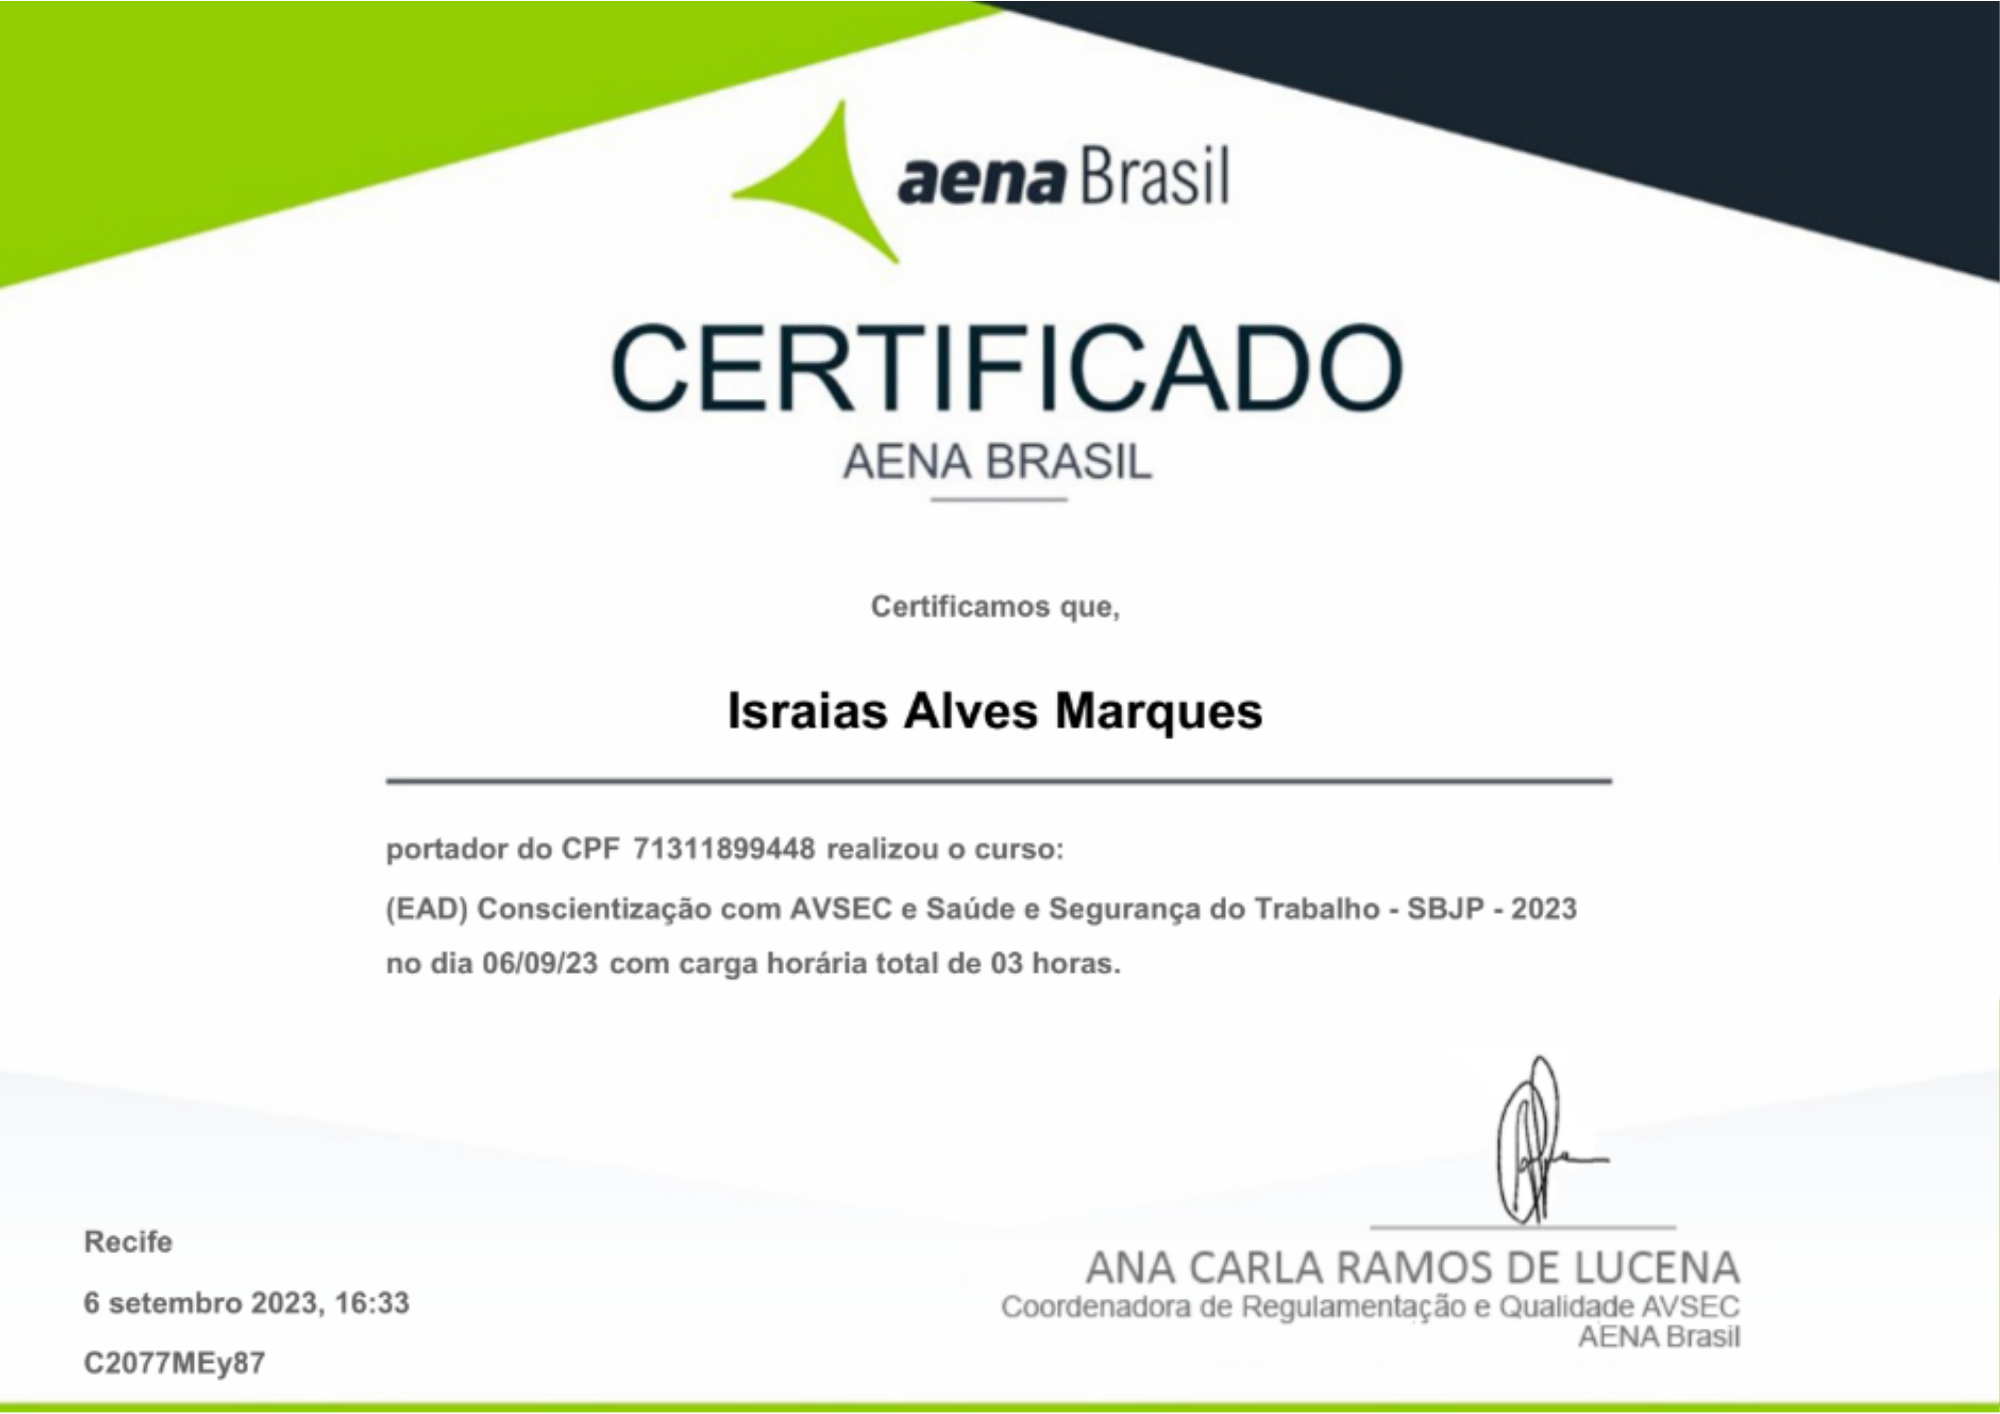 aena Brasil
CERTIFICADO
AENA BRASIL
Certificamos que,
Israias Alves Marques
portador do CPF 71311899448 realizou o curso:
(EAD) Conscientização com AVSEC e Saúde e Segurança do Trabalho - SBJP - 2023
no dia 06/09/23 com carga horária total de 03 horas.
Recife
6 setembro 2023, 16:33
C2077MEy87
ANA CARLA RAMOS DE LUCENA
Coordenadora de Regulamentação e Qualidade AVSEC
AENA Brasil